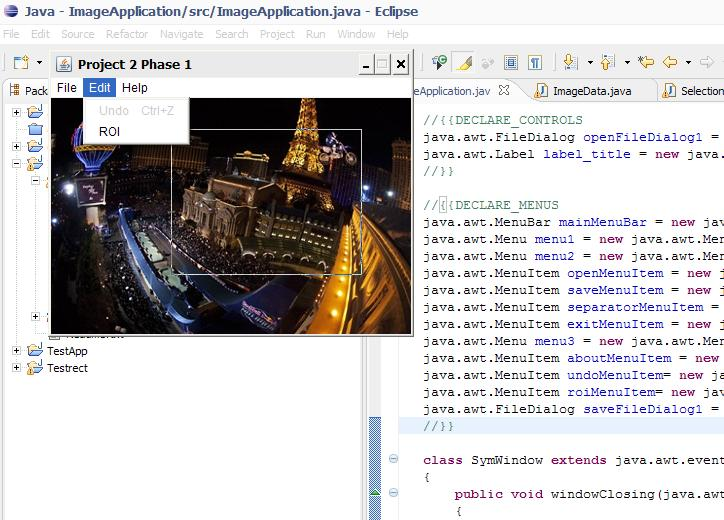 Java - ImageApplication/src/ImageApplication.java - Eclipse
File Edit Source Refactor Navigate Search Project Run Window Help
Project 2 Phase 1
File Edit Help
Undo Ctrl+Z
ROI
Pack
eApplication.jav
ImageData.java
Selection
TestApp
Testrect
//{{DECLARE_CONTROLS
java.awt.FileDialog openFileDialog1 =
java.awt.Label label_title = new java.
//}}
//{{DECLARE_MENUS
java.awt.MenuBar mainMenuBar = new jav
java.awt.Menu menu1 = new java.awt.Men
java.awt.Menu menu2 = new java.awt.Men
java.awt.MenuItem openMenuItem = new j
java.awt.MenuItem saveMenuItem = new j
java.awt.MenuItem separatorMenuItem =
java.awt.MenuItem exitMenuItem = new j
java.awt.Menu menu3 = new java.awt.Men
java.awt.MenuItem aboutMenuItem = new
java.awt.MenuItem undoMenuItem= new ja
java.awt.MenuItem roiMenuItem= new jav
java.awt.FileDialog saveFileDialog1 =
//}}
class SymWindow extends java.awt.event
{
public void windowClosing(java.awt
{